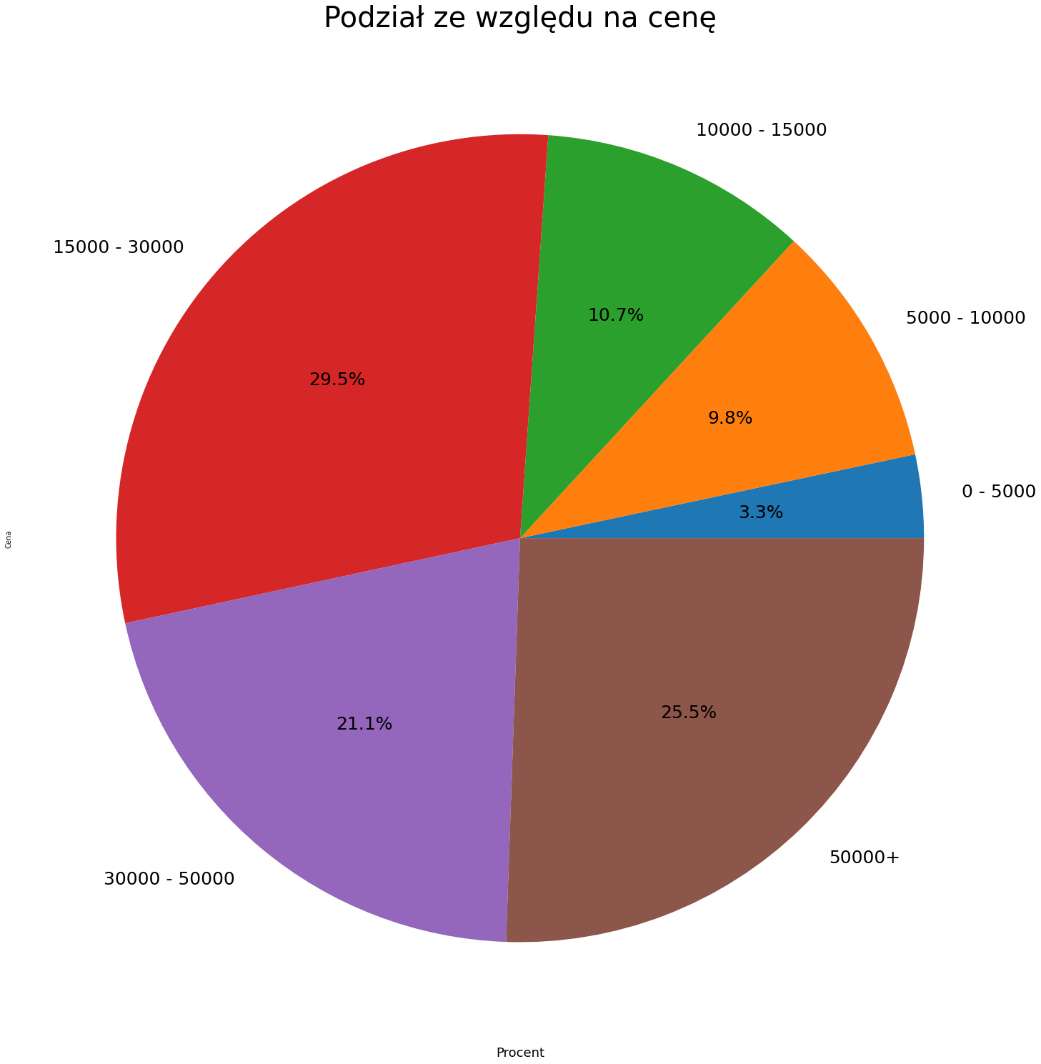 Podział ze względu na cenę
10000 - 15000
15000 - 30000
5000 - 10000
10.7%
29.5%
9.8%
0 - 5000
3.3%
Cena
25.5%
21.1%
50000+
30000 - 50000
Procent